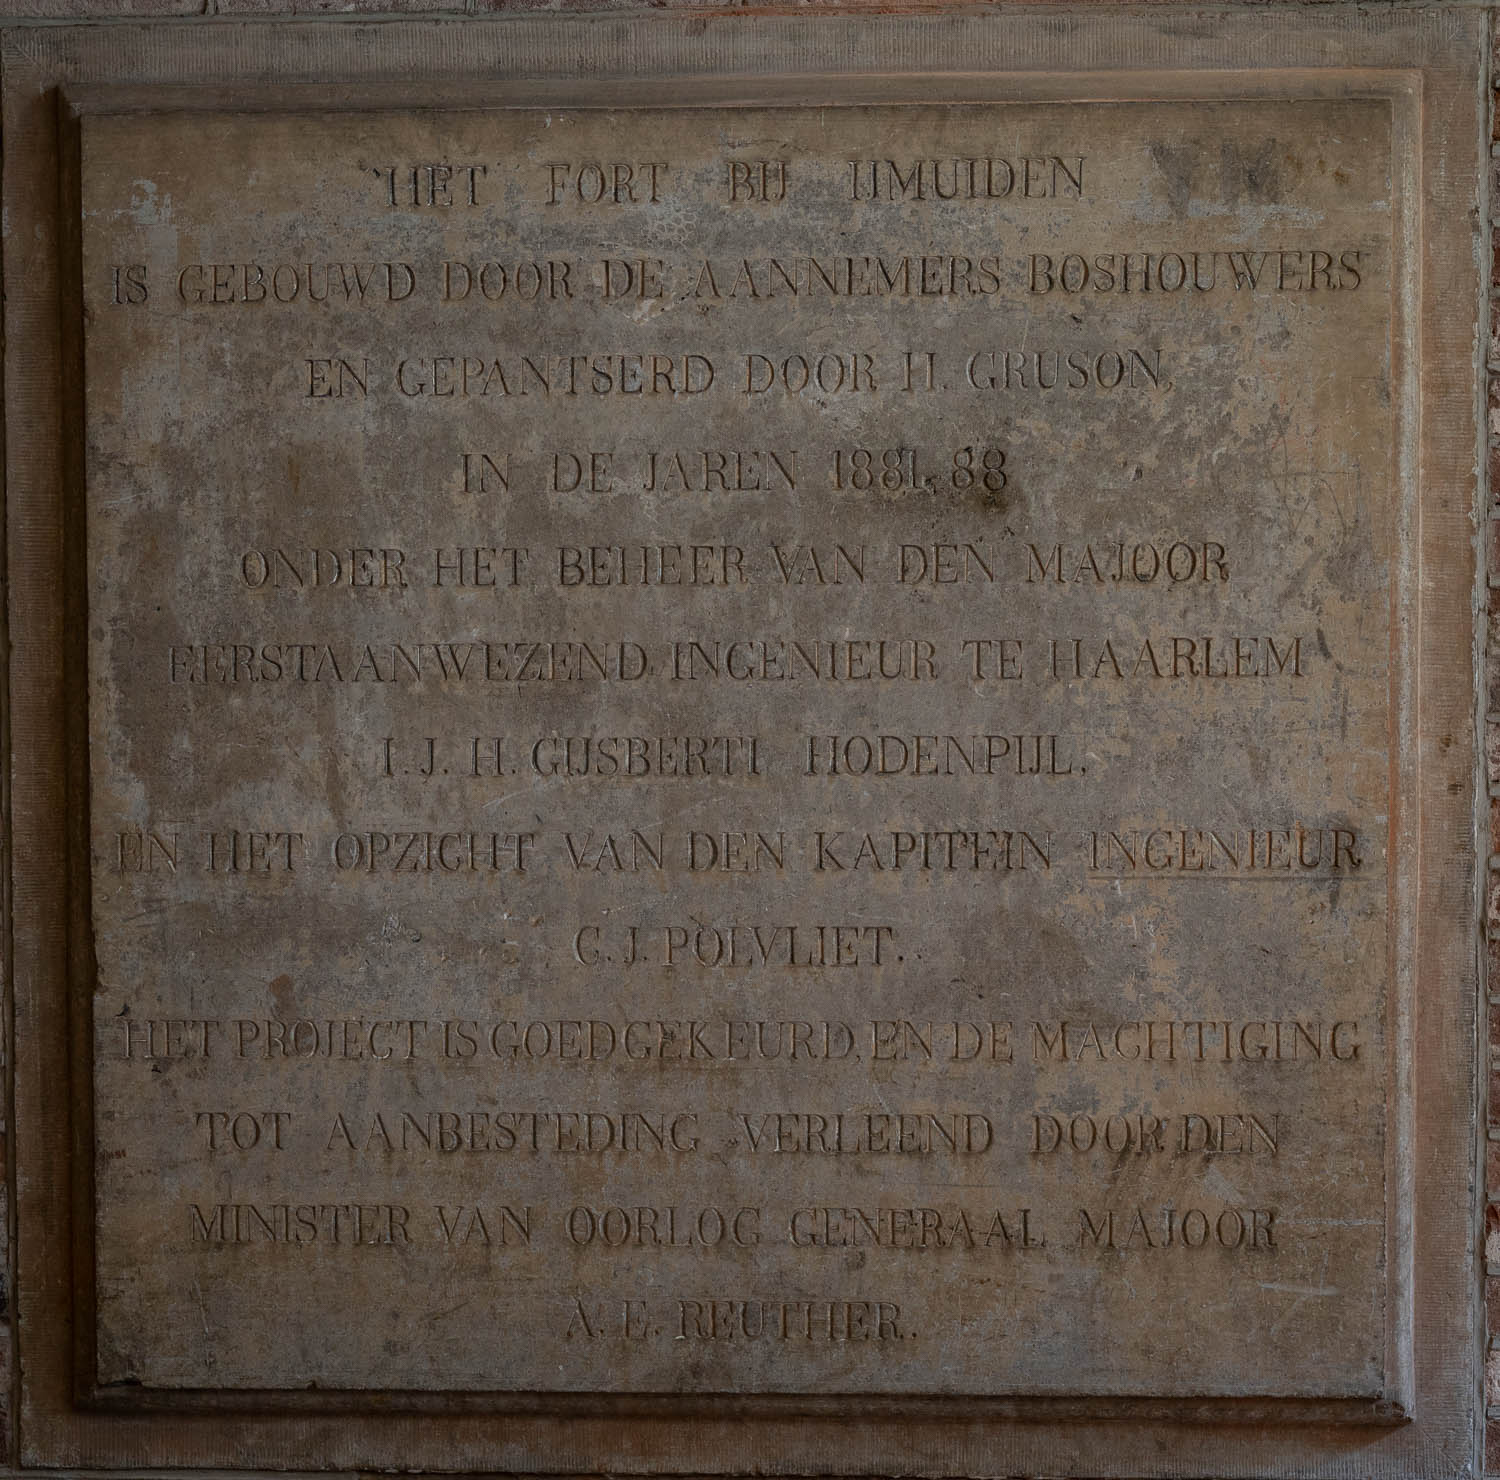 HET FORT BIJ IJMUIDEN
IS GEBOUWD DOOR DE AANNEMERS BOSHOUWERS
EN GEPANTSERD DOOR H. GRUSON,
IN DE JAREN 1881-88
ONDER HET BEHEER VAN DEN MAJOOR
EERSTAANWEZEND INGENIEUR TE HAARLEM
I. J. H. GIJSBERTI HODENPIJL,
EN HET OPZICHT VAN DEN KAPITEIN INGENIEUR
C. J. POLVLIET.
HET PROJECT IS GOEDGEKEURD, EN DE MACHTIGING
TOT AANBESTEDING VERLEEND DOOR DEN
MINISTER VAN OORLOG GENERAAL MAJOOR
A. E. REUTHER.